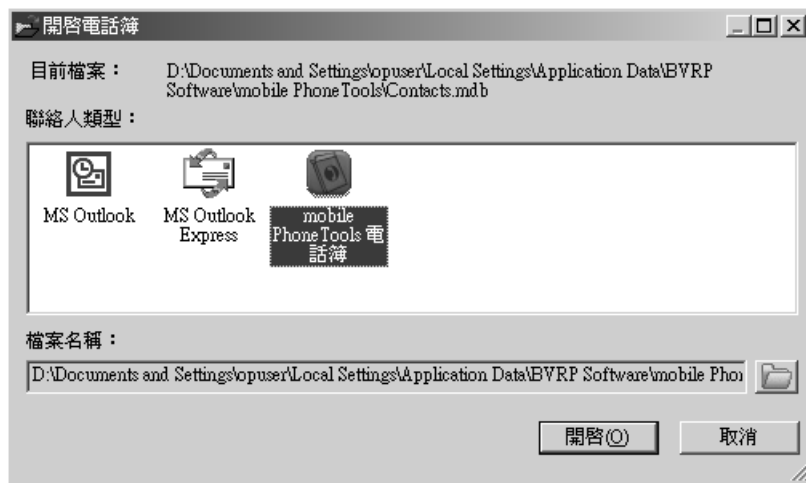 開啓電話簿
目前檔案：
D:\Documents and Settings\opuser\Local Settings\Application Data\BVRP
Software\mobile PhoneTools\Contacts.mdb
聯絡人類型：
MS Outlook
MS Outlook
Express
mobile
PhoneTools 電
話簿
檔案名稱：
D:\Documents and Settings\opuser\Local Settings\Application Data\BVRP Software\mobile Phon
開啓(O)
取消